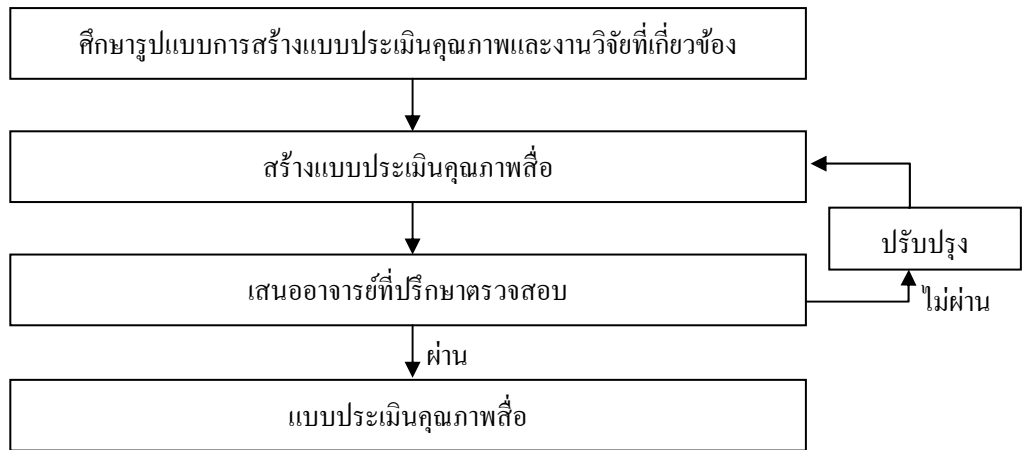 ศึกษารูปแบบการสร้างแบบประเมินคุณภาพและงานวิจัยที่เกี่ยวข้อง
สร้างแบบประเมินคุณภาพสื่อ
ปรับปรุง
เสนออาจารย์ที่ปรึกษาตรวจสอบ
ไม่ผ่าน
ผ่าน
แบบประเมินคุณภาพสื่อ